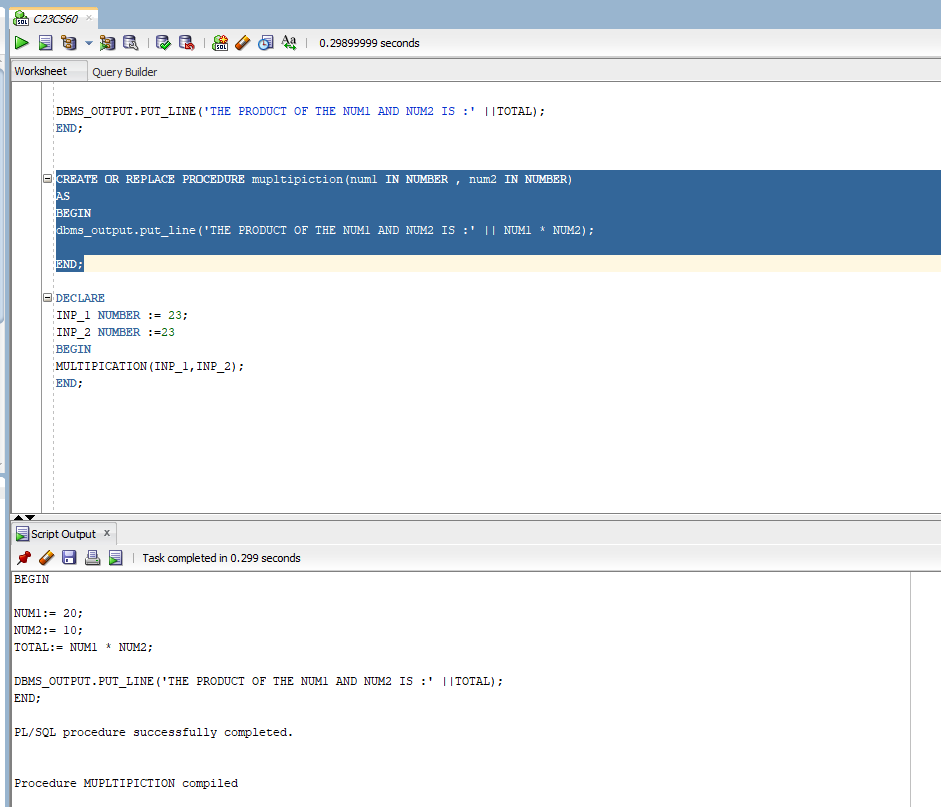 C23CS60
0.29899999 seconds
Worksheet
Query Builder
DBMS_OUTPUT.PUT_LINE('THE PRODUCT OF THE NUM1 AND NUM2 IS :' ||TOTAL);
END;
CREATE OR REPLACE PROCEDURE mupltipiction(num1 IN NUMBER , num2 IN NUMBER)
AS
BEGIN
dbms_output.put_line('THE PRODUCT OF THE NUM1 AND NUM2 IS :' || NUM1 * NUM2);
END;
DECLARE
INP_1 NUMBER := 23;
INP_2 NUMBER :=23
BEGIN
MULTIPICATION(INP_1,INP_2);
END;
Script Output
Task completed in 0.299 seconds
BEGIN
NUM1:= 20;
NUM2:= 10;
TOTAL:= NUM1 * NUM2;
DBMS_OUTPUT.PUT_LINE('THE PRODUCT OF THE NUM1 AND NUM2 IS :' ||TOTAL);
END;
PL/SQL procedure successfully completed.
Procedure MUPLTIPICTION compiled